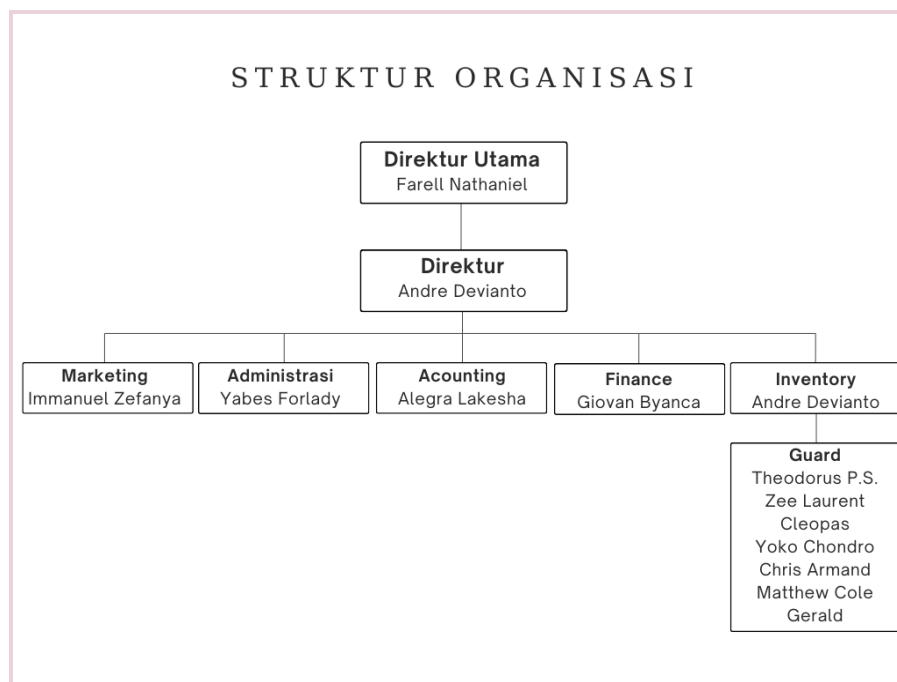 STRUKTUR ORGANISASI
Direktur Utama
Farell Nathaniel
Direktur
Andre Devianto
Marketing
Immanuel Zefanya
Administrasi
Yabes Forlady
Acounting
Alegra Lakesha
Finance
Giovan Byanca
Inventory
Andre Devianto
Guard
Theodorus P.S.
Zee Laurent
Cleopas
Yoko Chondro
Chris Armand
Matthew Cole
Gerald